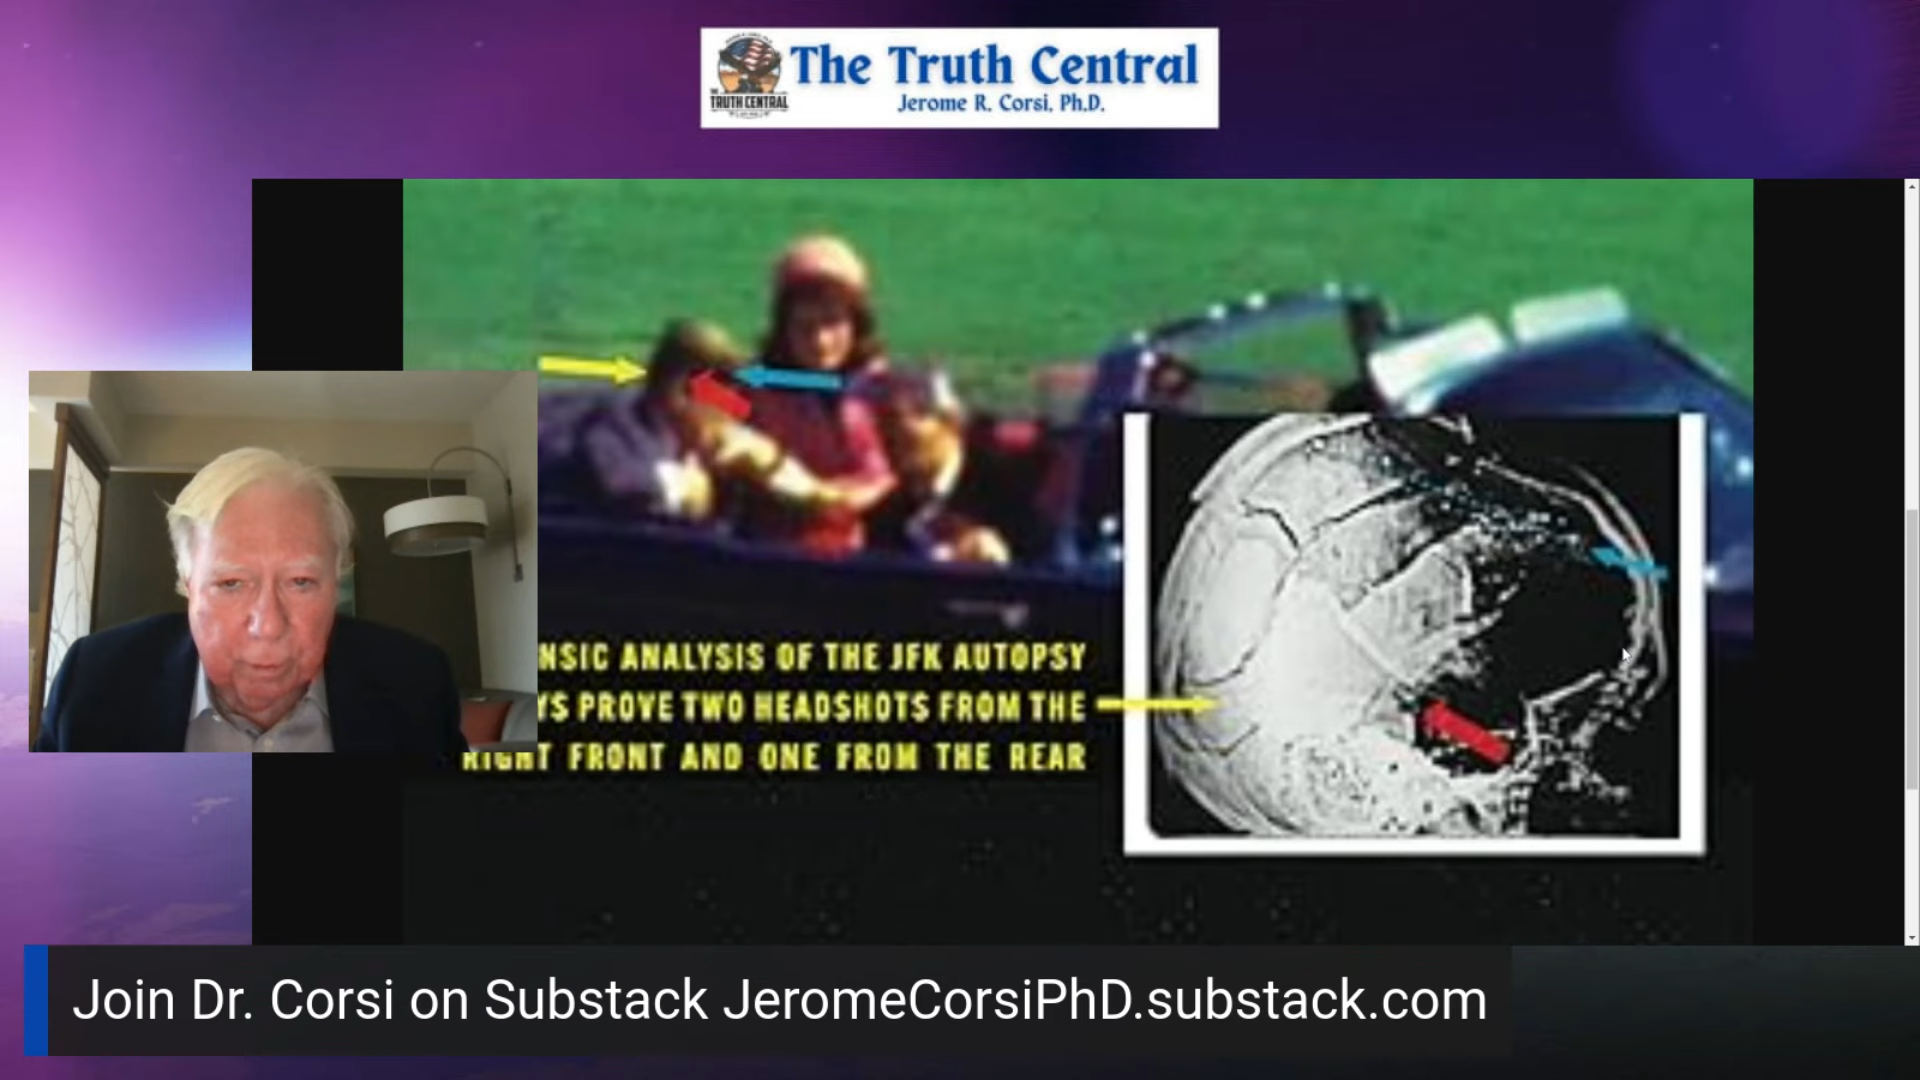 The Truth Central
Jerome R. Corsi, Ph.D.
TRUTH CENTRAL
NSIC ANALYSIS OF THE JFK AUTOPSY
YS PROVE TWO HEADSHOTS FROM THE
RIGHT FRONT AND ONE FROM THE REAR
Join Dr. Corsi on Substack JeromeCorsiPhD.substack.com